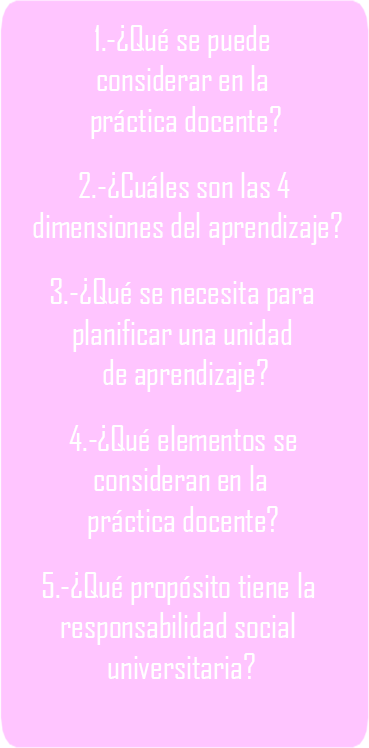 1.-¿Qué se puede
considerar en la
práctica docente?
2.-¿Cuáles son las 4
dimensiones del aprendizaje?
3.-¿Qué se necesita para
planificar una unidad
de aprendizaje?
4.-¿Qué elementos se
consideran en la
práctica docente?
5.-¿Qué propósito tiene la
responsabilidad social
universitaria?